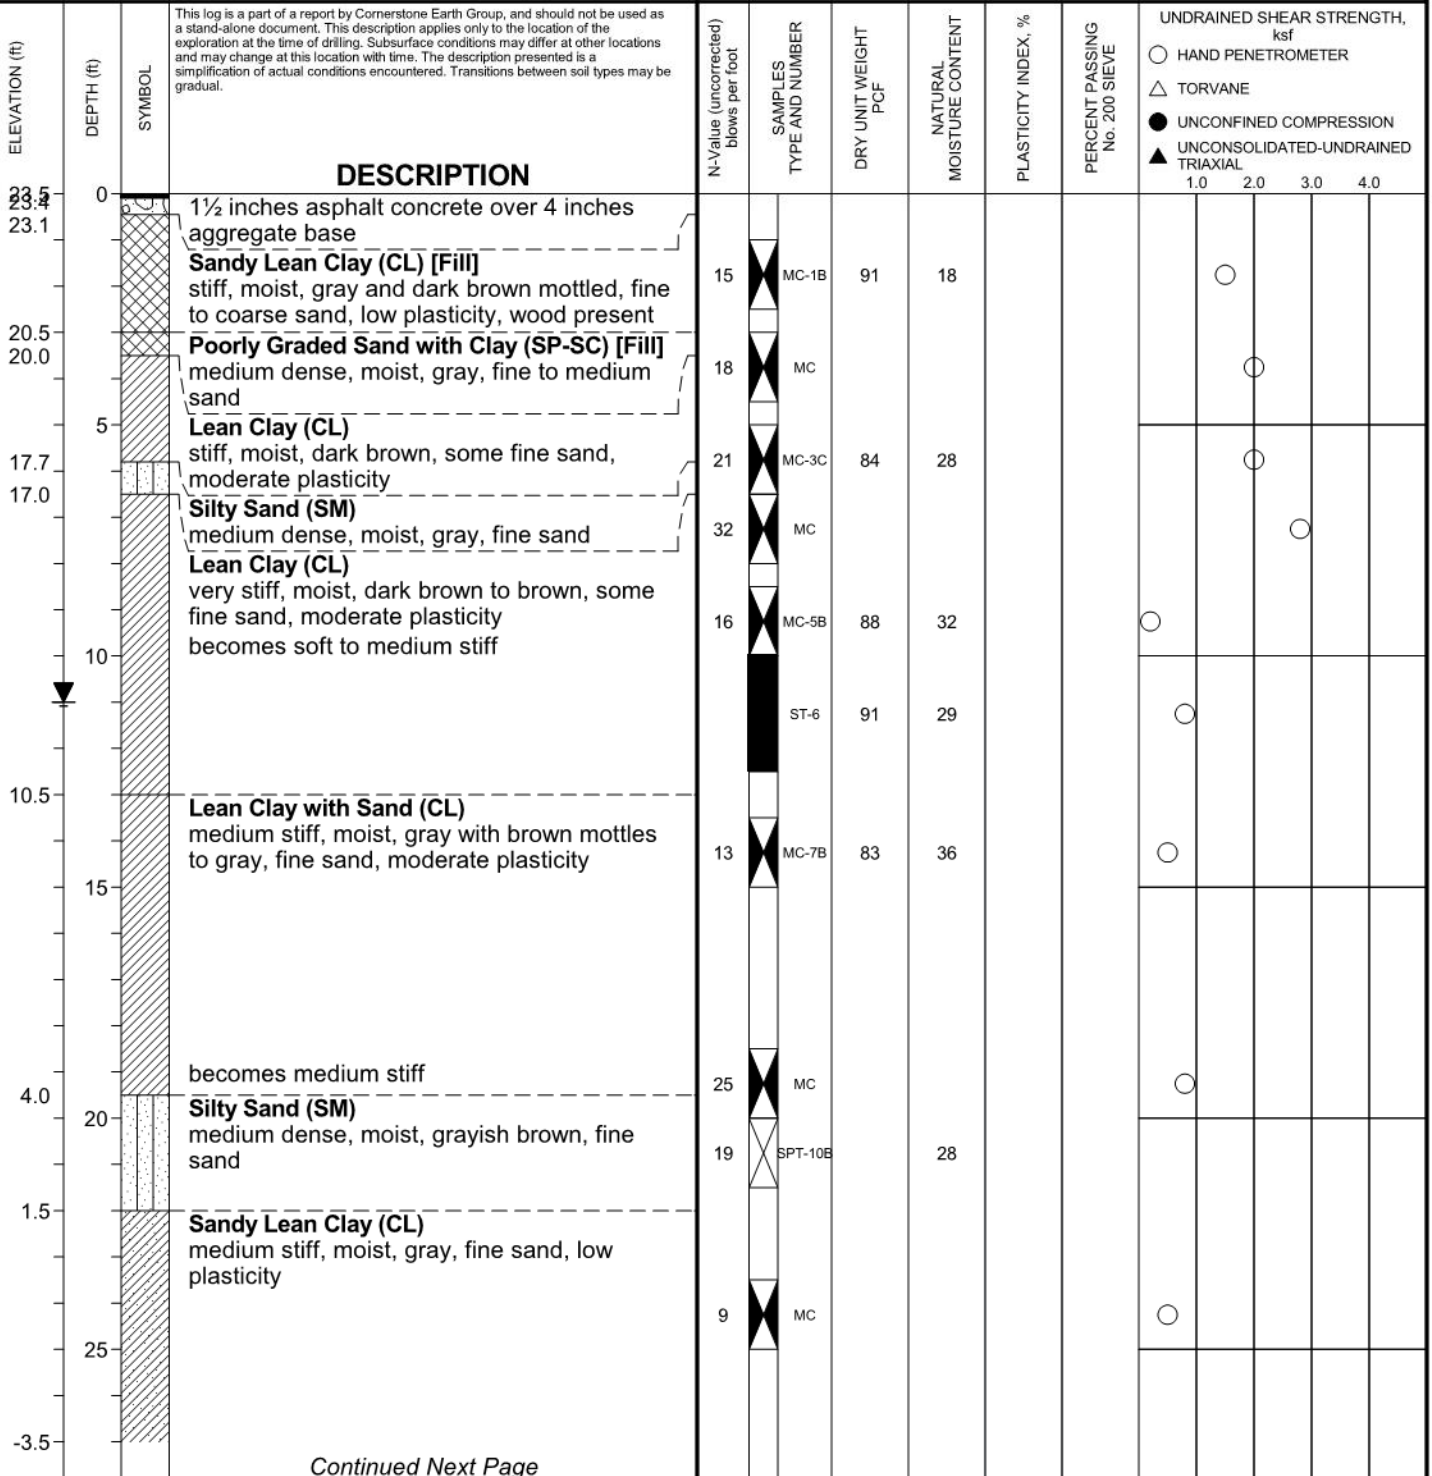 This log is a part of a report by Cornerstone Earth Group, and should not be used as
a stand-alone document. This description applies only to the location of the
exploration at the time of drilling. Subsurface conditions may differ at other locations
and may change at this location with time. The description presented is a
simplification of actual conditions encountered. Transitions between soil types may be
gradual.
ELEVATION (ft)
DEPTH (ft)
SYMBOL
DESCRIPTION
N-Value (uncorrected)
blows per foot
SAMPLES
TYPE AND NUMBER
DRY UNIT WEIGHT
PCF
NATURAL
MOISTURE CONTENT
PLASTICITY INDEX, %
PERCENT PASSING
No. 200 SIEVE
UNDRAINED SHEAR STRENGTH,
ksf
HAND PENETROMETER
TORVANE
UNCONFINED COMPRESSION
UNCONSOLIDATED-UNDRAINED
TRIAXIAL
1.0 2.0 3.0 4.0
23.5 0
23.4
1½ inches asphalt concrete over 4 inches
23.1
aggregate base
Sandy Lean Clay (CL) [Fill]
15 MC-1B 91 18
stiff, moist, gray and dark brown mottled, fine
to coarse sand, low plasticity, wood present
20.5
Poorly Graded Sand with Clay (SP-SC) [Fill]
20.0
medium dense, moist, gray, fine to medium
18 MC
sand
5
Lean Clay (CL)
stiff, moist, dark brown, some fine sand,
17.7
21 MC-3C 84 28
moderate plasticity
17.0
Silty Sand (SM)
medium dense, moist, gray, fine sand
32 MC
Lean Clay (CL)
very stiff, moist, dark brown to brown, some
fine sand, moderate plasticity
16 MC-5B 88 32
becomes soft to medium stiff
10
ST-6 91 29
10.5
Lean Clay with Sand (CL)
medium stiff, moist, gray with brown mottles
to gray, fine sand, moderate plasticity
13 MC-7B 83 36
15
becomes medium stiff
25 MC
4.0
Silty Sand (SM)
20
medium dense, moist, grayish brown, fine
sand
19 SPT-10B 28
1.5
Sandy Lean Clay (CL)
medium stiff, moist, gray, fine sand, low
plasticity
9 MC
25
-3.5
Continued Next Page